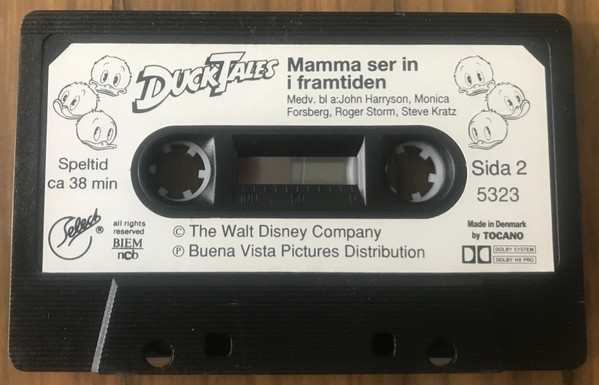 DUCKTALES
Mamma ser in
i framtiden
Medv. bl a:John Harryson, Monica
Forsberg, Roger Storm, Steve Kratz
Speltid
ca 38 min
Sida 2
5323
Select ®
all rights
reserved
BIEM
ncb
© The Walt Disney Company
℗ Buena Vista Pictures Distribution
Made in Denmark
by TOCANO
DOLBY SYSTEM
DOLBY HX PRO